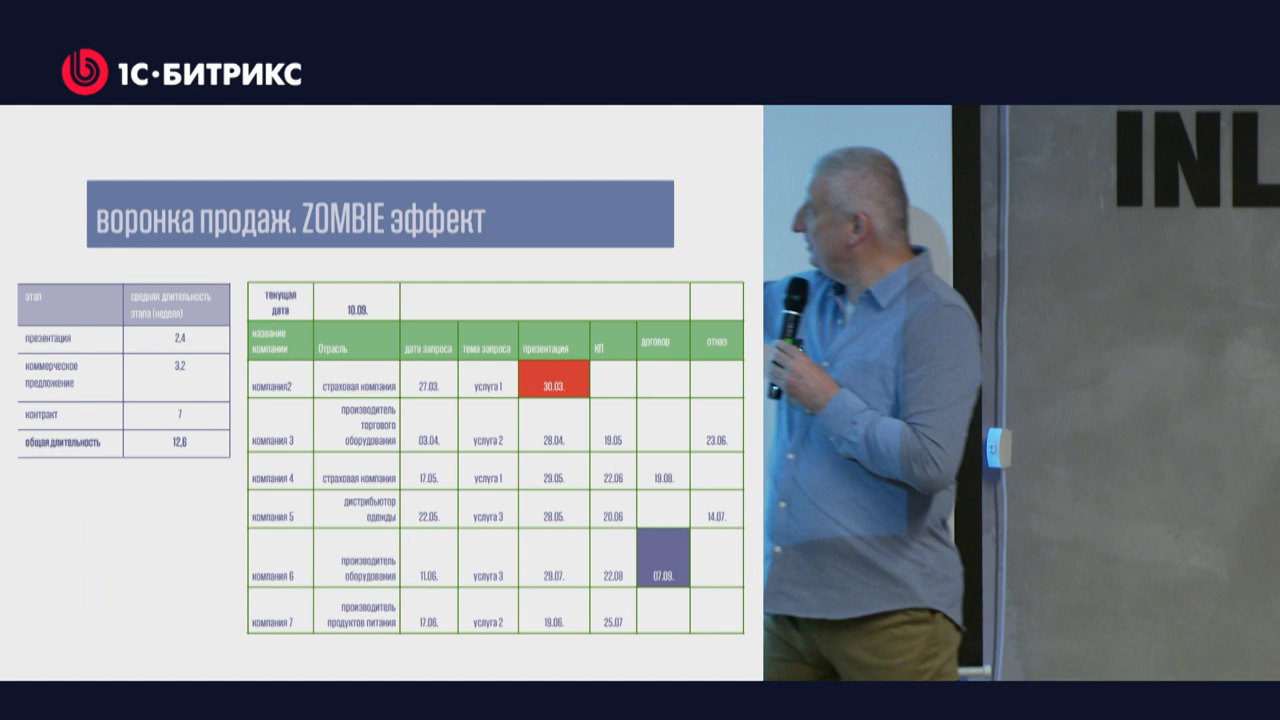 1С·БИТРИКС
INL
воронка продаж. ZOMBIE эффект
этап средняя длительность
этапа (неделя)
презентация 2,4
коммерческое
предложение 3,2
контракт 7
общая длительность 12,6
текущая
дата 10.09.
название
компании Отрасль дата запроса тема запроса презентация КП договор отказ
компания2 страховая компания 27.03. услуга 1 30.03.
производитель
торгового
компания 3 оборудования 03.04. услуга 2 28.04. 19.05 23.06.
компания 4 страховая компания 17.05. услуга 1 29.05. 22.06 19.08.
дистрибьютор
компания 5 одежды 22.05. услуга 3 28.05. 20.06 14.07.
производитель
компания 6 оборудования 11.06. услуга 3 29.07. 22.08 07.09.
производитель
компания 7 продуктов питания 17.06. услуга 2 19.06. 25.07